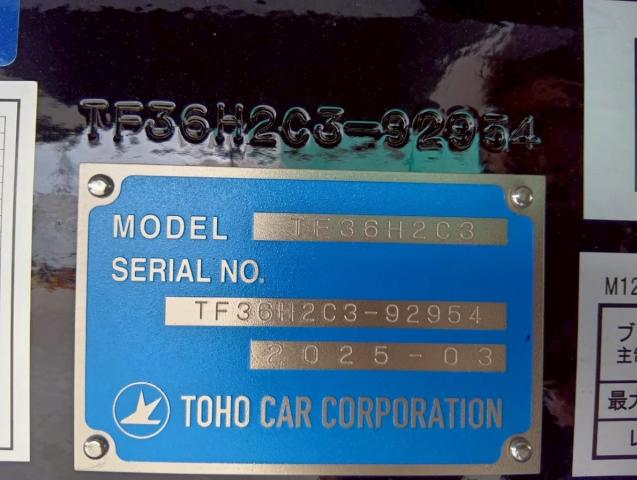 TF36H2C3-92954
MODEL TF36H2C3
SERIAL NO.
TF36H2C3-92954
2025-03
TOHO CAR CORPORATION
M12
ブ
主
最大